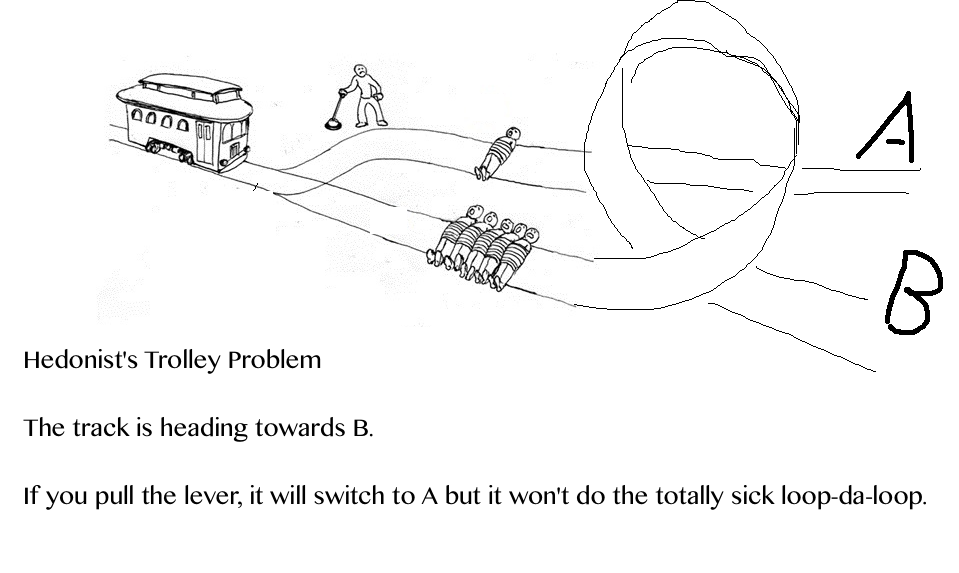 A
B
Hedonist's Trolley Problem
The track is heading towards B.
If you pull the lever, it will switch to A but it won't do the totally sick loop-da-loop.